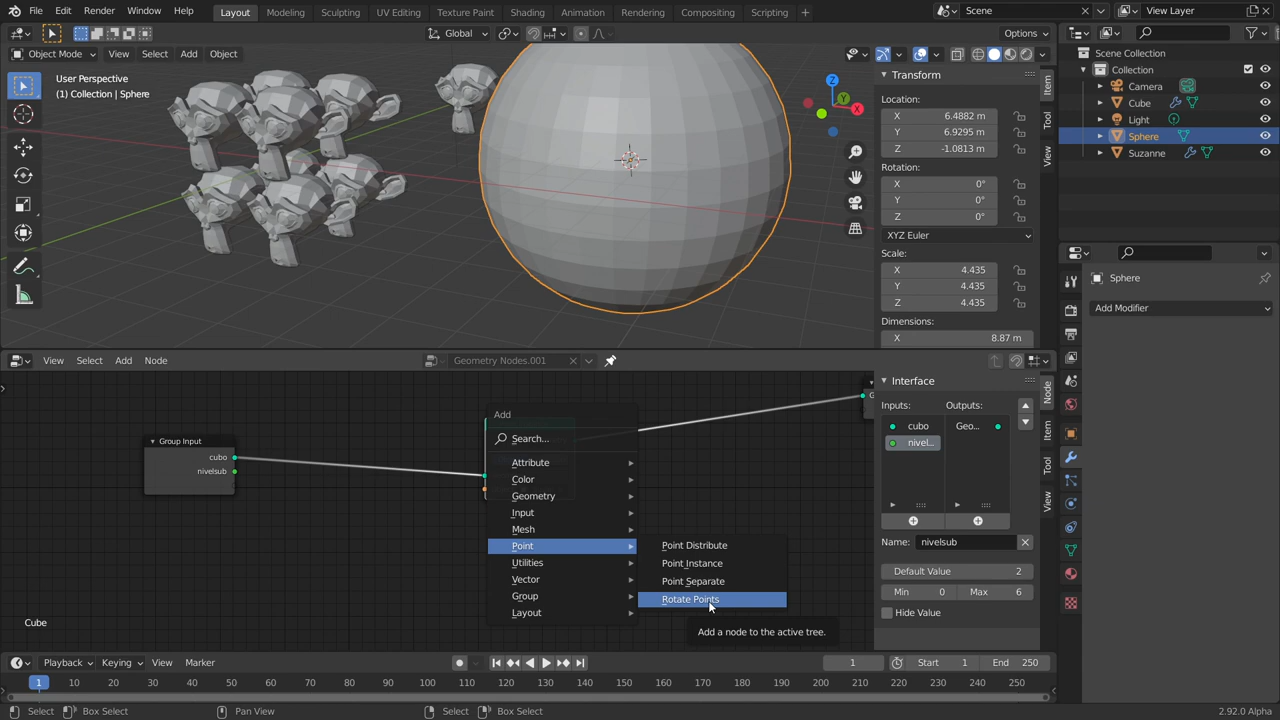 File Edit Render Window Help Layout Modeling Sculpting UV Editing Texture Paint Shading Animation Rendering Compositing Scripting + Scene View Layer
Global Options
Object Mode View Select Add Object
User Perspective
(1) Collection | Sphere
Z
Y
X
Transform
Location:
X 6.4882 m
Y 6.9295 m
Z -1.0813 m
Rotation:
X 0°
Y 0°
Z 0°
XYZ Euler
Scale:
X 4.435
Y 4.435
Z 4.435
Dimensions:
X 8.87 m
Item
Tool
View
Scene Collection
Collection
Camera
Cube
Light
Sphere
Suzanne
Sphere
Add Modifier
View Select Add Node Geometry Nodes.001
Group Input
cubo
nivelsub
Add
Search...
Attribute
Color
Geometry
Input
Mesh
Point
Utilities
Vector
Group
Layout
Point Distribute
Point Instance
Point Separate
Rotate Points
Add a node to the active tree.
Cube
G
Interface
Inputs: Outputs:
cubo Geo...
nivel...
Name: nivelsub
Default Value 2
Min 0 Max 6
Hide Value
Node
Item
Tool
View
Playback Keying View Marker 1 Start 1 End 250
1 10 20 30 40 50 60 70 80 90 100 110 120 130 140 150 160 170 180 190 200 210 220 230 240 250
Select Box Select Pan View Select Box Select 2.92.0 Alpha